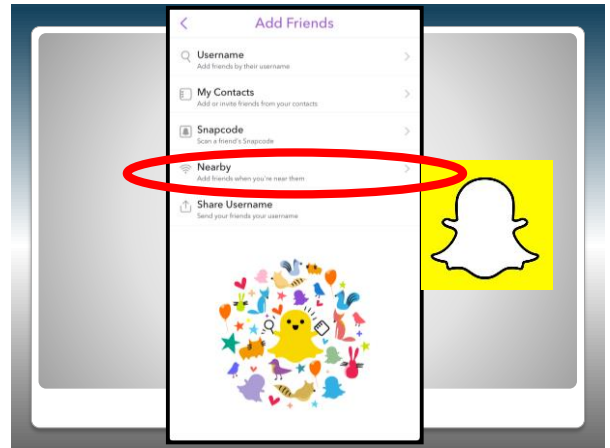 Add Friends
Username
Add friends by their username
My Contacts
Add or invite friends from your contacts
Snapcode
Scan a friend's Snapcode
Nearby
Add friends when you're near them
Share Username
Send your friends your username